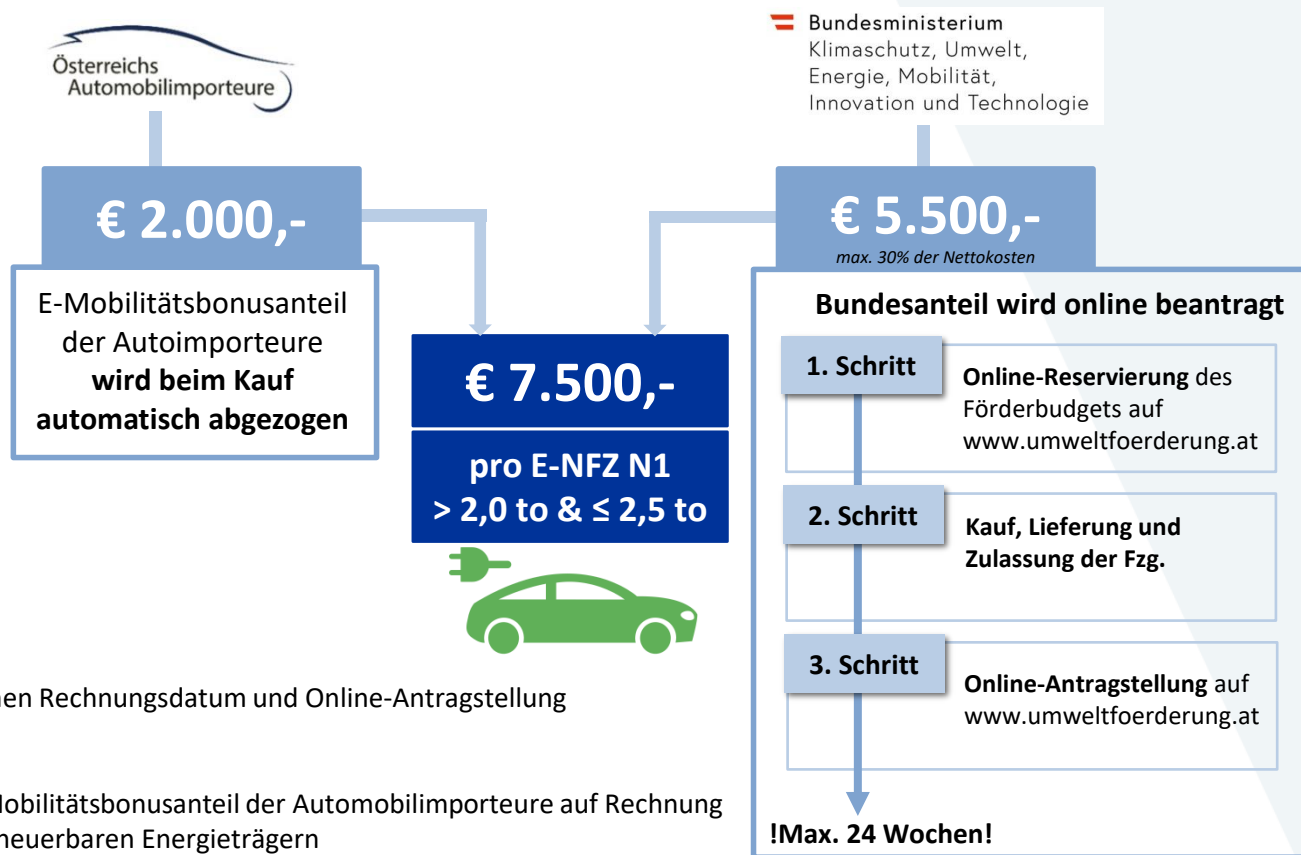 Österreichs
Automobilimporteure
Bundesministerium
Klimaschutz, Umwelt,
Energie, Mobilität,
Innovation und Technologie
€ 2.000,-
E-Mobilitätsbonusanteil
der Autoimporteure
wird beim Kauf
automatisch abgezogen
€ 5.500,-
max. 30% der Nettokosten
€ 7.500,-
pro E-NFZ N1
> 2,0 to & ≤ 2,5 to
Bundesanteil wird online beantragt
1. Schritt
Online-Reservierung des
Förderbudgets auf
www.umweltfoerderung.at
2. Schritt
Kauf, Lieferung und
Zulassung der Fzg.
3. Schritt
Online-Antragstellung auf
www.umweltfoerderung.at
!Max. 24 Wochen!
Rechnungsdatum und Online-Antragstellung
Mobilitätsbonusanteil der Automobilimporteure auf Rechnung
Energieträgern